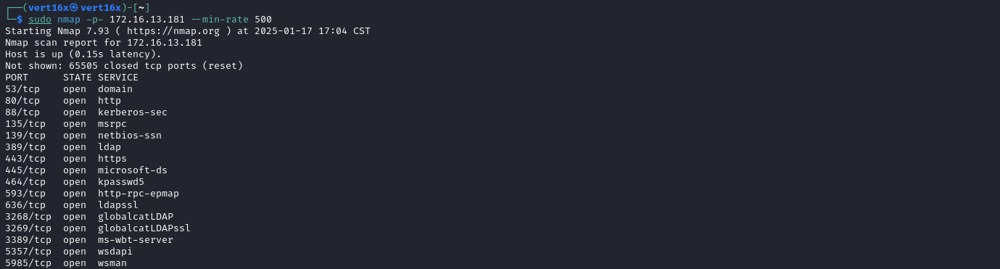 ┌──(vert16x㉿vert16x)-[~]
└─$ sudo nmap -p- 172.16.13.181 --min-rate 500
Starting Nmap 7.93 ( https://nmap.org ) at 2025-01-17 17:04 CST
Nmap scan report for 172.16.13.181
Host is up (0.15s latency).
Not shown: 65505 closed tcp ports (reset)
PORT     STATE SERVICE
53/tcp   open  domain
80/tcp   open  http
88/tcp   open  kerberos-sec
135/tcp  open  msrpc
139/tcp  open  netbios-ssn
389/tcp  open  ldap
443/tcp  open  https
445/tcp  open  microsoft-ds
464/tcp  open  kpasswd5
593/tcp  open  http-rpc-epmap
636/tcp  open  ldapssl
3268/tcp open  globalcatLDAP
3269/tcp open  globalcatLDAPssl
3389/tcp open  ms-wbt-server
5357/tcp open  wsdapi
5985/tcp open  wsman